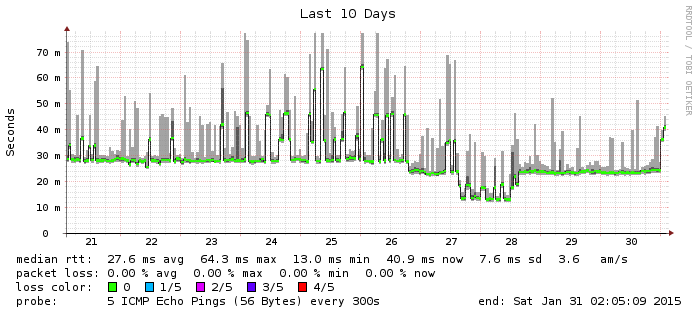 Last 10 Days
RRDTOOL / TOBI OETIKER
Seconds
70 m
60 m
50 m
40 m
30 m
20 m
10 m
0
21 22 23 24 25 26 27 28 29 30
median rtt: 27.6 ms avg 64.3 ms max 13.0 ms min 40.9 ms now 7.6 ms sd 3.6 am/s
packet loss: 0.00 % avg 0.00 % max 0.00 % min 0.00 % now
loss color: 0 1/5 2/5 3/5 4/5
probe: 5 ICMP Echo Pings (56 Bytes) every 300s end: Sat Jan 31 02:05:09 2015